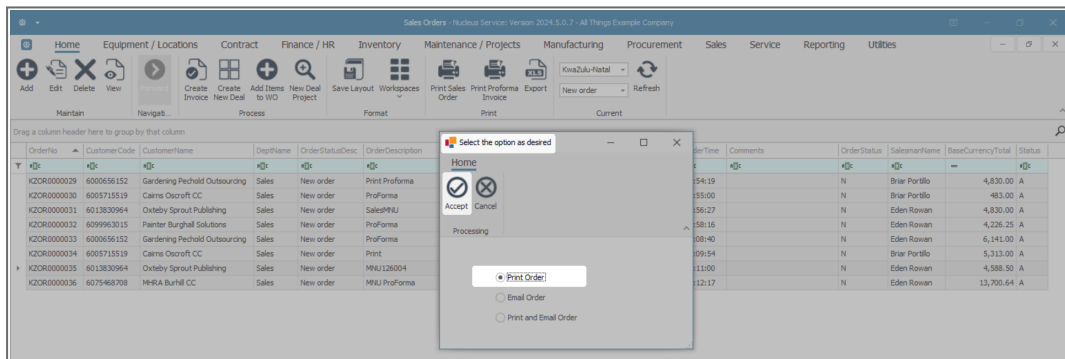 Sales Orders - Nucleus Service: Version 2024.5.0.7 - All Things Example Company
Home Equipment / Locations Contract Finance / HR Inventory Maintenance / Projects Manufacturing Procurement Sales Service Reporting Utilities
Add Edit Delete View Forward Create Invoice Create New Deal Add Items to WO New Deal Project Save Layout Workspaces Print Sales Order Print Proforma Invoice Export KwaZulu-Natal New order Refresh
Maintain Navigati... Process Format Print Current
Drag a column header here to group by that column
OrderNo CustomerCode CustomerName DeptName OrderStatusDesc OrderDescription derTime Comments OrderStatus SalesmanName BaseCurrencyTotal Status
KZOR0000029 6000656152 Gardening Pechold Outsourcing Sales New order Print Proforma :54:19 N Briar Portillo 4,830.00 A
KZOR0000030 6005715519 Cairns Oscroft CC Sales New order ProForma :55:00 N Briar Portillo 483.00 A
KZOR0000031 6013830964 Oxteby Sprout Publishing Sales New order SalesMNU :56:27 N Eden Rowan 4,830.00 A
KZOR0000032 6099963015 Painter Burghall Solutions Sales New order ProForma :58:16 N Eden Rowan 4,226.25 A
KZOR0000033 6000656152 Gardening Pechold Outsourcing Sales New order ProForma :08:40 N Eden Rowan 6,141.00 A
KZOR0000034 6005715519 Cairns Oscroft CC Sales New order Print :09:54 N Briar Portillo 5,313.00 A
KZOR0000035 6013830964 Oxteby Sprout Publishing Sales New order MNU126004 :11:00 N Eden Rowan 4,588.50 A
KZOR0000036 6075468708 MHRA Burhill CC Sales New order MNU ProForma :12:17 N Eden Rowan 13,700.64 A
Select the option as desired
Home
Accept Cancel
Processing
Print Order
Email Order
Print and Email Order